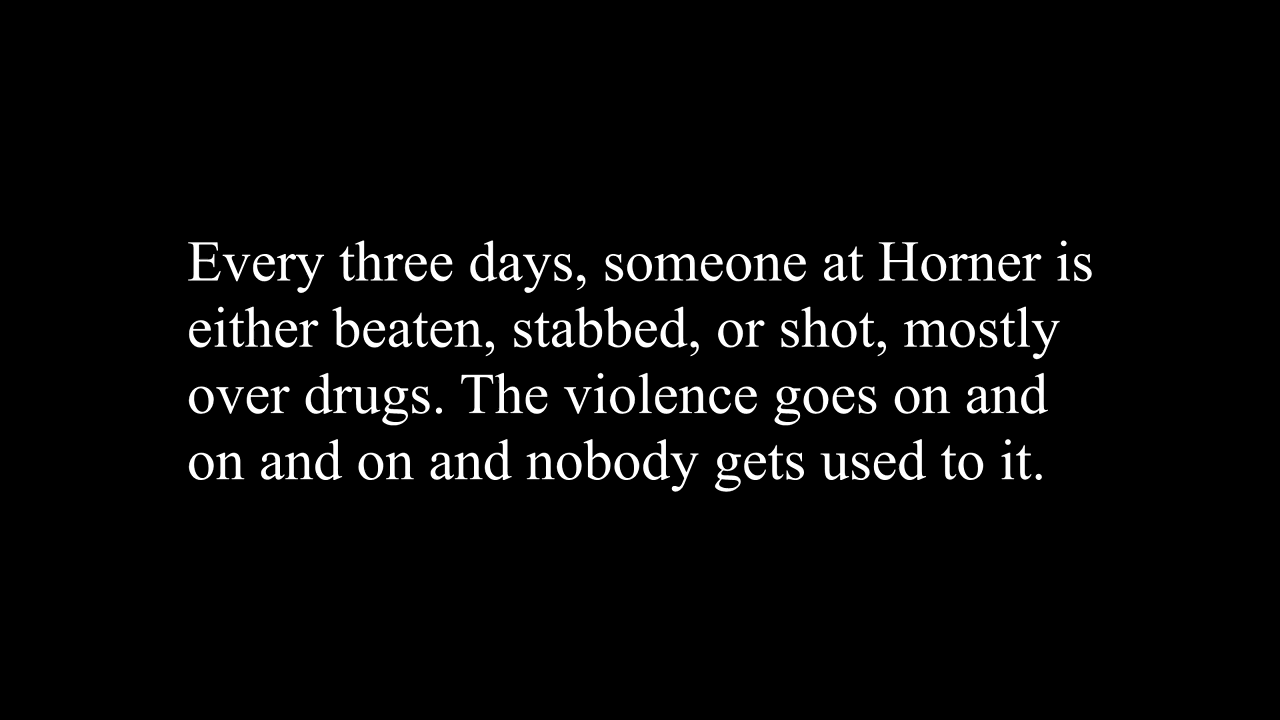 Every three days, someone at Horner is
either beaten, stabbed, or shot, mostly
over drugs. The violence goes on and
on and on and nobody gets used to it.